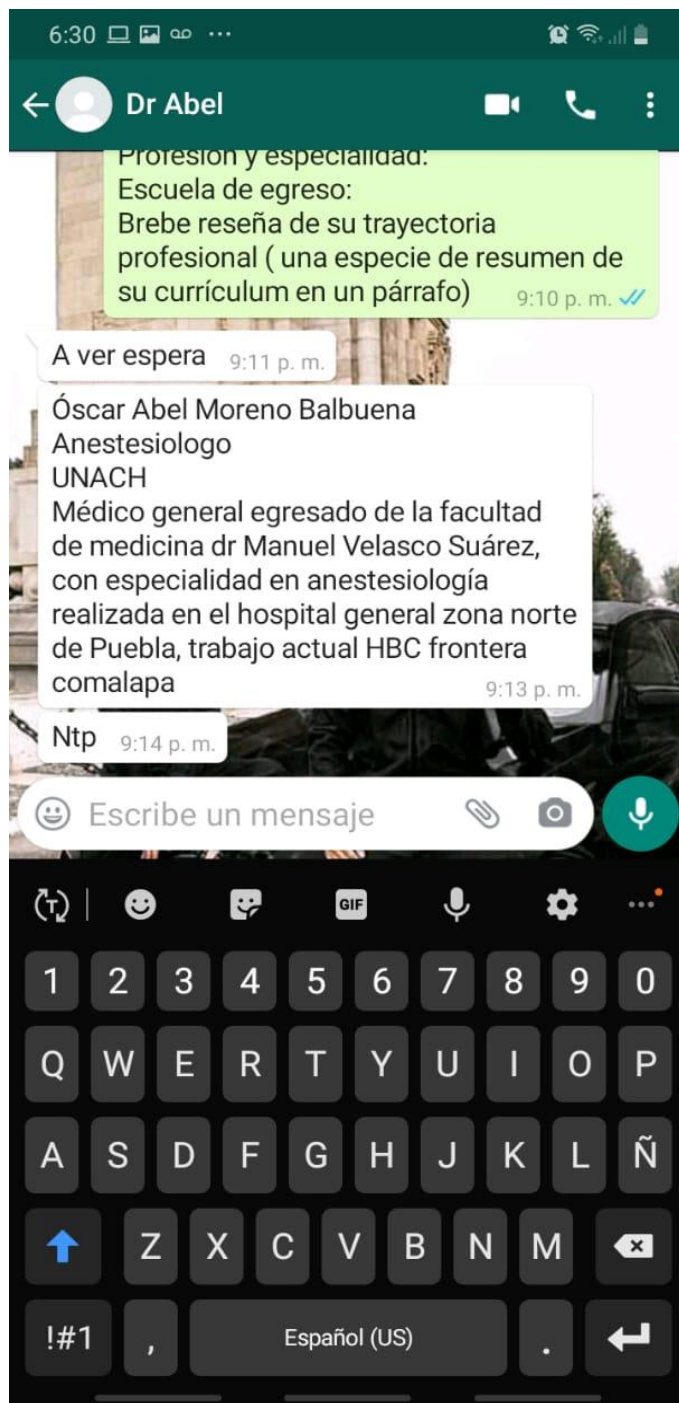 6:30
Dr Abel
Profesión y especialidad:
Escuela de egreso:
Brebe reseña de su trayectoria
profesional ( una especie de resumen de
su currículum en un párrafo)
9:10 p. m.
A ver espera 9:11 p. m.
Óscar Abel Moreno Balbuena
Anestesiologo
UNACH
Médico general egresado de la facultad
de medicina dr Manuel Velasco Suárez,
con especialidad en anestesiología
realizada en el hospital general zona norte
de Puebla, trabajo actual HBC frontera
comalapa
9:13 p. m.
Ntp 9:14 p. m.
Escribe un mensaje
T GIF
1 2 3 4 5 6 7 8 9 0
Q W E R T Y U I O P
A S D F G H J K L Ñ
Z X C V B N M
!#1 , Español (US) .